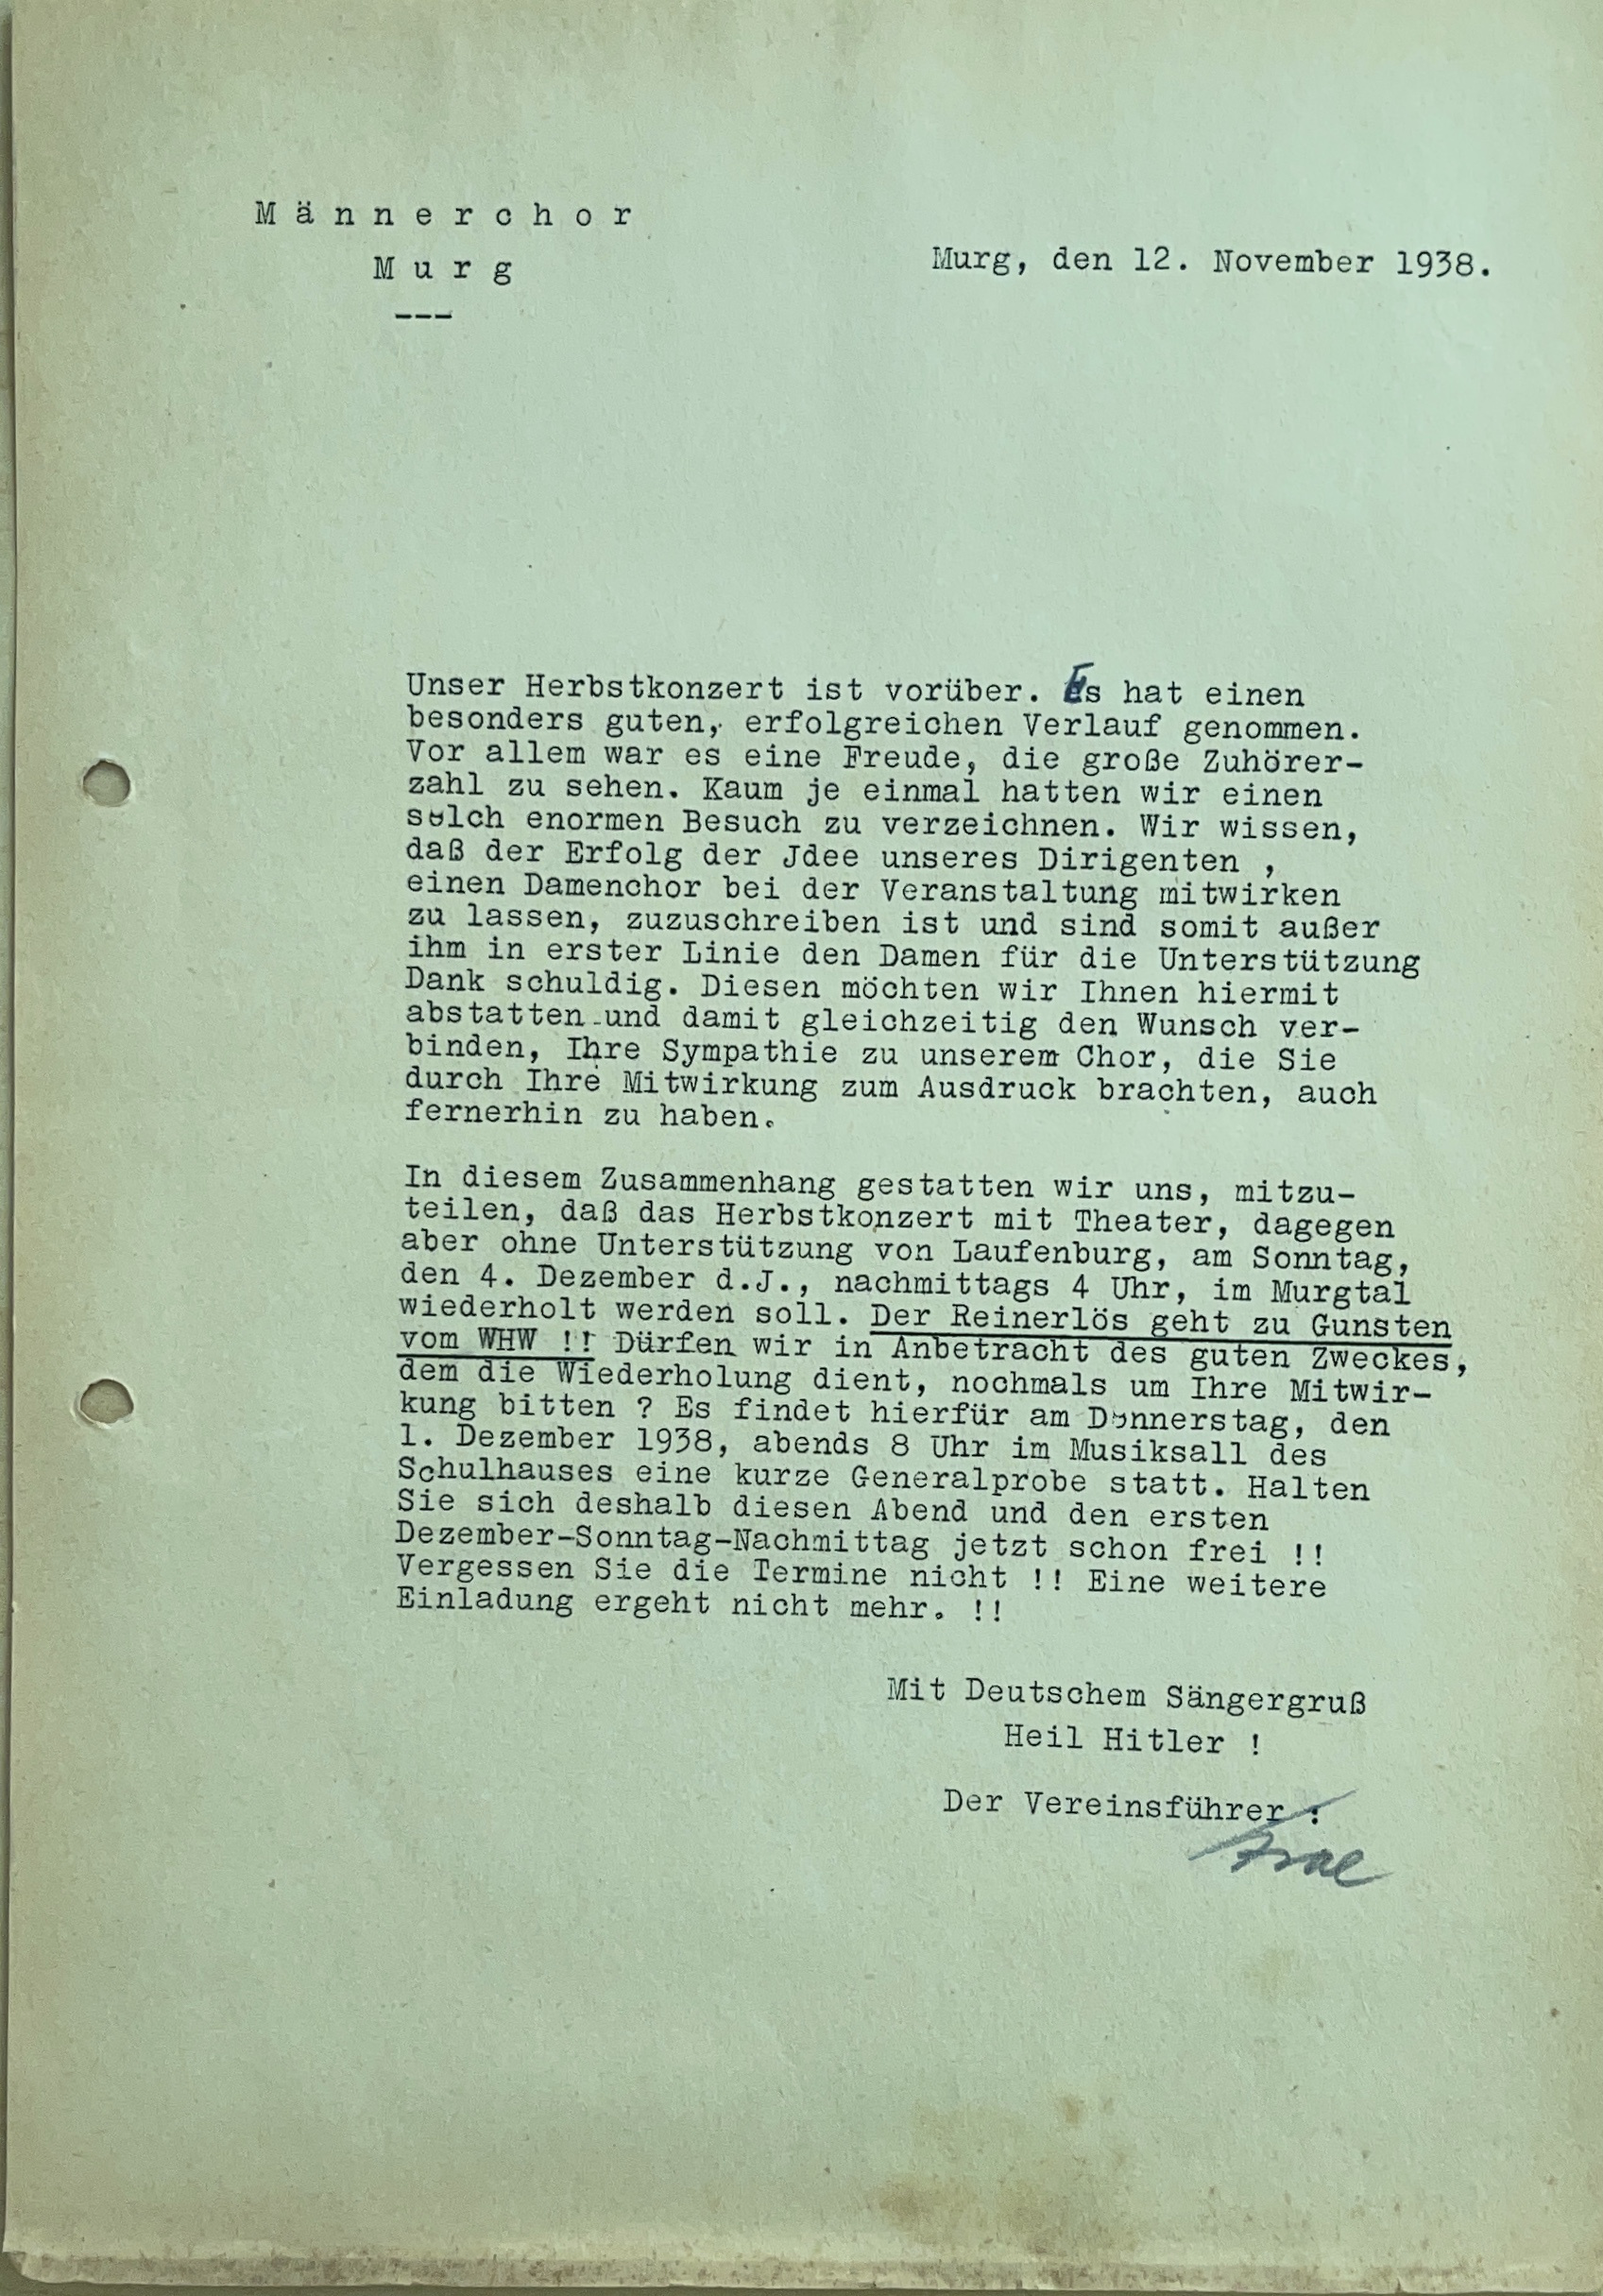 M ä n n e r c h o r
M u r g
---
Murg, den 12. November 1938.
Unser Herbstkonzert ist vorüber. Es hat einen
besonders guten, erfolgreichen Verlauf genommen.
Vor allem war es eine Freude, die große Zuhörer-
zahl zu sehen. Kaum je einmal hatten wir einen
solch enormen Besuch zu verzeichnen. Wir wissen,
daß der Erfolg der Jdee unseres Dirigenten ,
einen Damenchor bei der Veranstaltung mitwirken
zu lassen, zuzuschreiben ist und sind somit außer
ihm in erster Linie den Damen für die Unterstützung
Dank schuldig. Diesen möchten wir Ihnen hiermit
abstatten und damit gleichzeitig den Wunsch ver-
binden, Ihre Sympathie zu unserem Chor, die Sie
durch Ihre Mitwirkung zum Ausdruck brachten, auch
fernerhin zu haben.
In diesem Zusammenhang gestatten wir uns, mitzu-
teilen, daß das Herbstkonzert mit Theater, dagegen
aber ohne Unterstützung von Laufenburg, am Sonntag,
den 4. Dezember d.J., nachmittags 4 Uhr, im Murgtal
wiederholt werden soll. Der Reinerlös geht zu Gunsten
vom WHW !! Dürfen wir in Anbetracht des guten Zweckes,
dem die Wiederholung dient, nochmals um Ihre Mitwir-
kung bitten ? Es findet hierfür am Donnerstag, den
1. Dezember 1938, abends 8 Uhr im Musiksall des
Schulhauses eine kurze Generalprobe statt. Halten
Sie sich deshalb diesen Abend und den ersten
Dezember-Sonntag-Nachmittag jetzt schon frei !!
Vergessen Sie die Termine nicht !! Eine weitere
Einladung ergeht nicht mehr. !!
Mit Deutschem Sängergruß
Heil Hitler !
Der Vereinsführer :